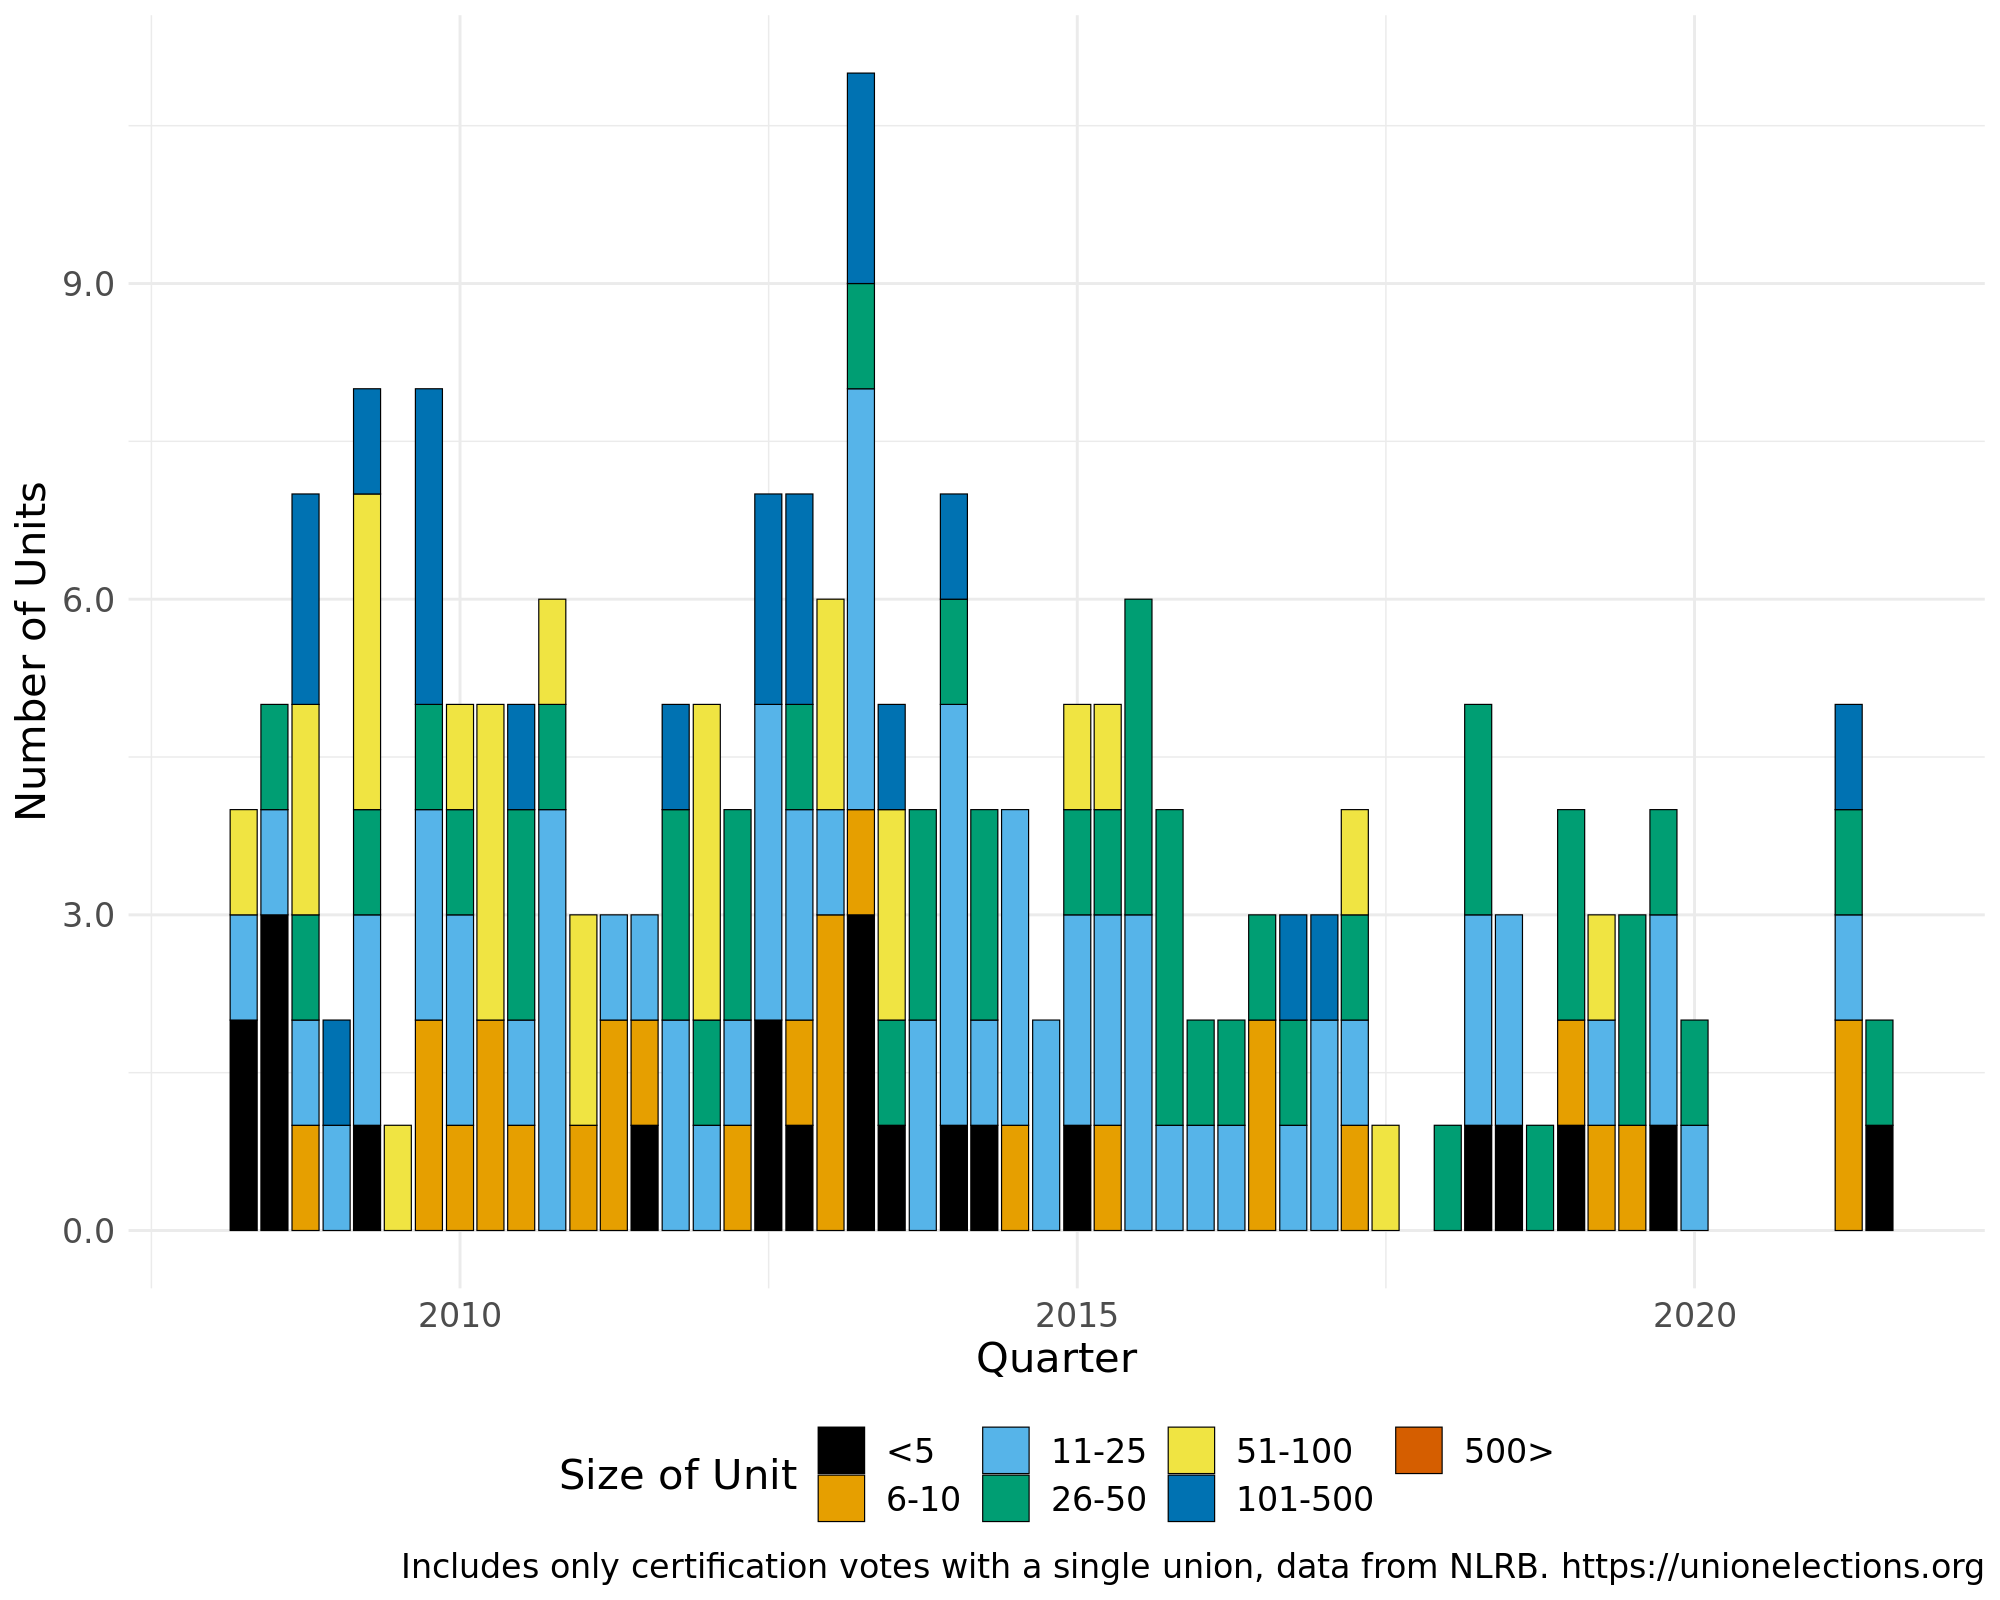 Number of Units
9.0
6.0
3.0
0.0
2010 2015 2020
Quarter
Size of Unit
<5 11-25 51-100 500>
6-10 26-50 101-500
Includes only certification votes with a single union, data from NLRB. https://unionelections.org